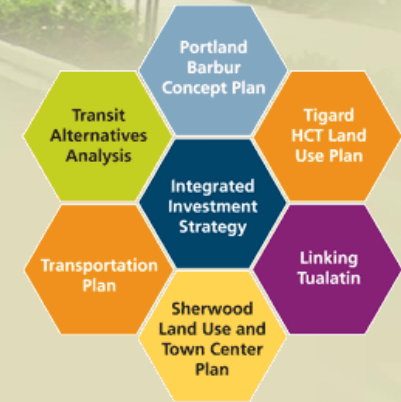 Portland
Barbur
Concept Plan
Transit
Alternatives
Analysis
Tigard
HCT Land
Use Plan
Integrated
Investment
Strategy
Transportation
Plan
Linking
Tualatin
Sherwood
Land Use and
Town Center
Plan